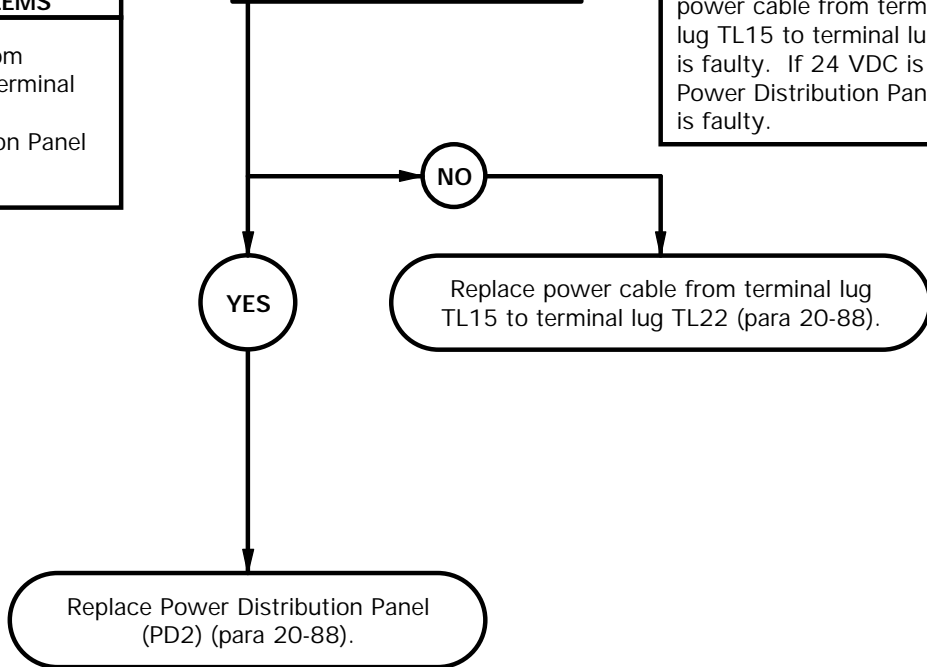 LEMS
om
erminal
on Panel
power cable from term
lug TL15 to terminal lu
is faulty.  If 24 VDC is
Power Distribution Pan
is faulty.
NO
YES
Replace power cable from terminal lug
TL15 to terminal lug TL22 (para 20-88).
Replace Power Distribution Panel
(PD2) (para 20-88).